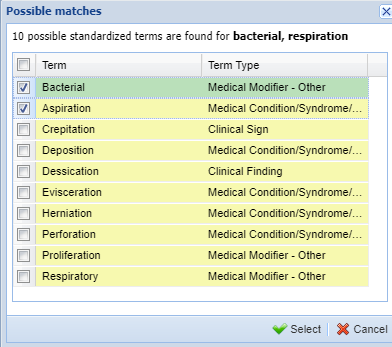 Possible matches
10 possible standardized terms are found for bacterial, respiration
Term Term Type
Bacterial Medical Modifier - Other
Aspiration Medical Condition/Syndrome/...
Crepitation Clinical Sign
Deposition Medical Condition/Syndrome/...
Dessication Clinical Finding
Evisceration Medical Condition/Syndrome/...
Herniation Medical Condition/Syndrome/...
Perforation Medical Condition/Syndrome/...
Proliferation Medical Modifier - Other
Respiratory Medical Modifier - Other
Select Cancel